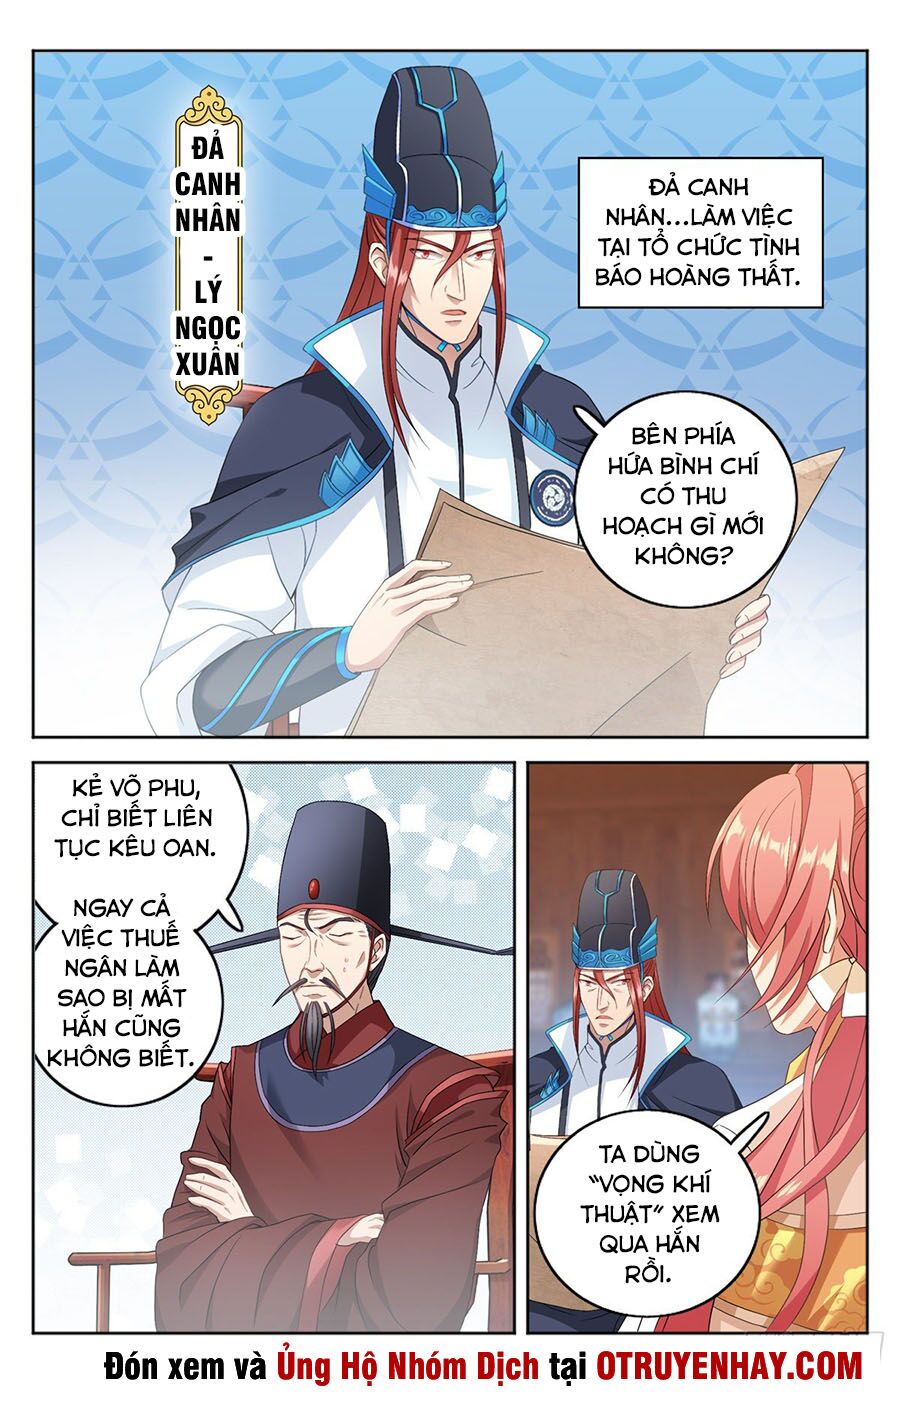 ĐẢ
CANH
NHÂN
-
LÝ
NGỌC
XUÂN
ĐẢ CANH
NHÂN...LÀM VIỆC
TẠI TỔ CHỨC TÌNH
BÁO HOÀNG THẤT.
BÊN PHÍA
HỨA BÌNH CHÍ
CÓ THU
HOẠCH GÌ MỚI
KHÔNG?
KẺ VÕ PHU,
CHỈ BIẾT LIÊN
TỤC KÊU OAN.
NGAY CẢ
VIỆC THUẾ
NGÂN LÀM
SAO BỊ MẤT
HẮN CŨNG
KHÔNG BIẾT.
TA DÙNG
“VỌNG KHÍ
THUẬT” XEM
QUA HẮN
RỒI.
Đón xem và Ủng Hộ Nhóm Dịch tại OTRUYENHAY.COM